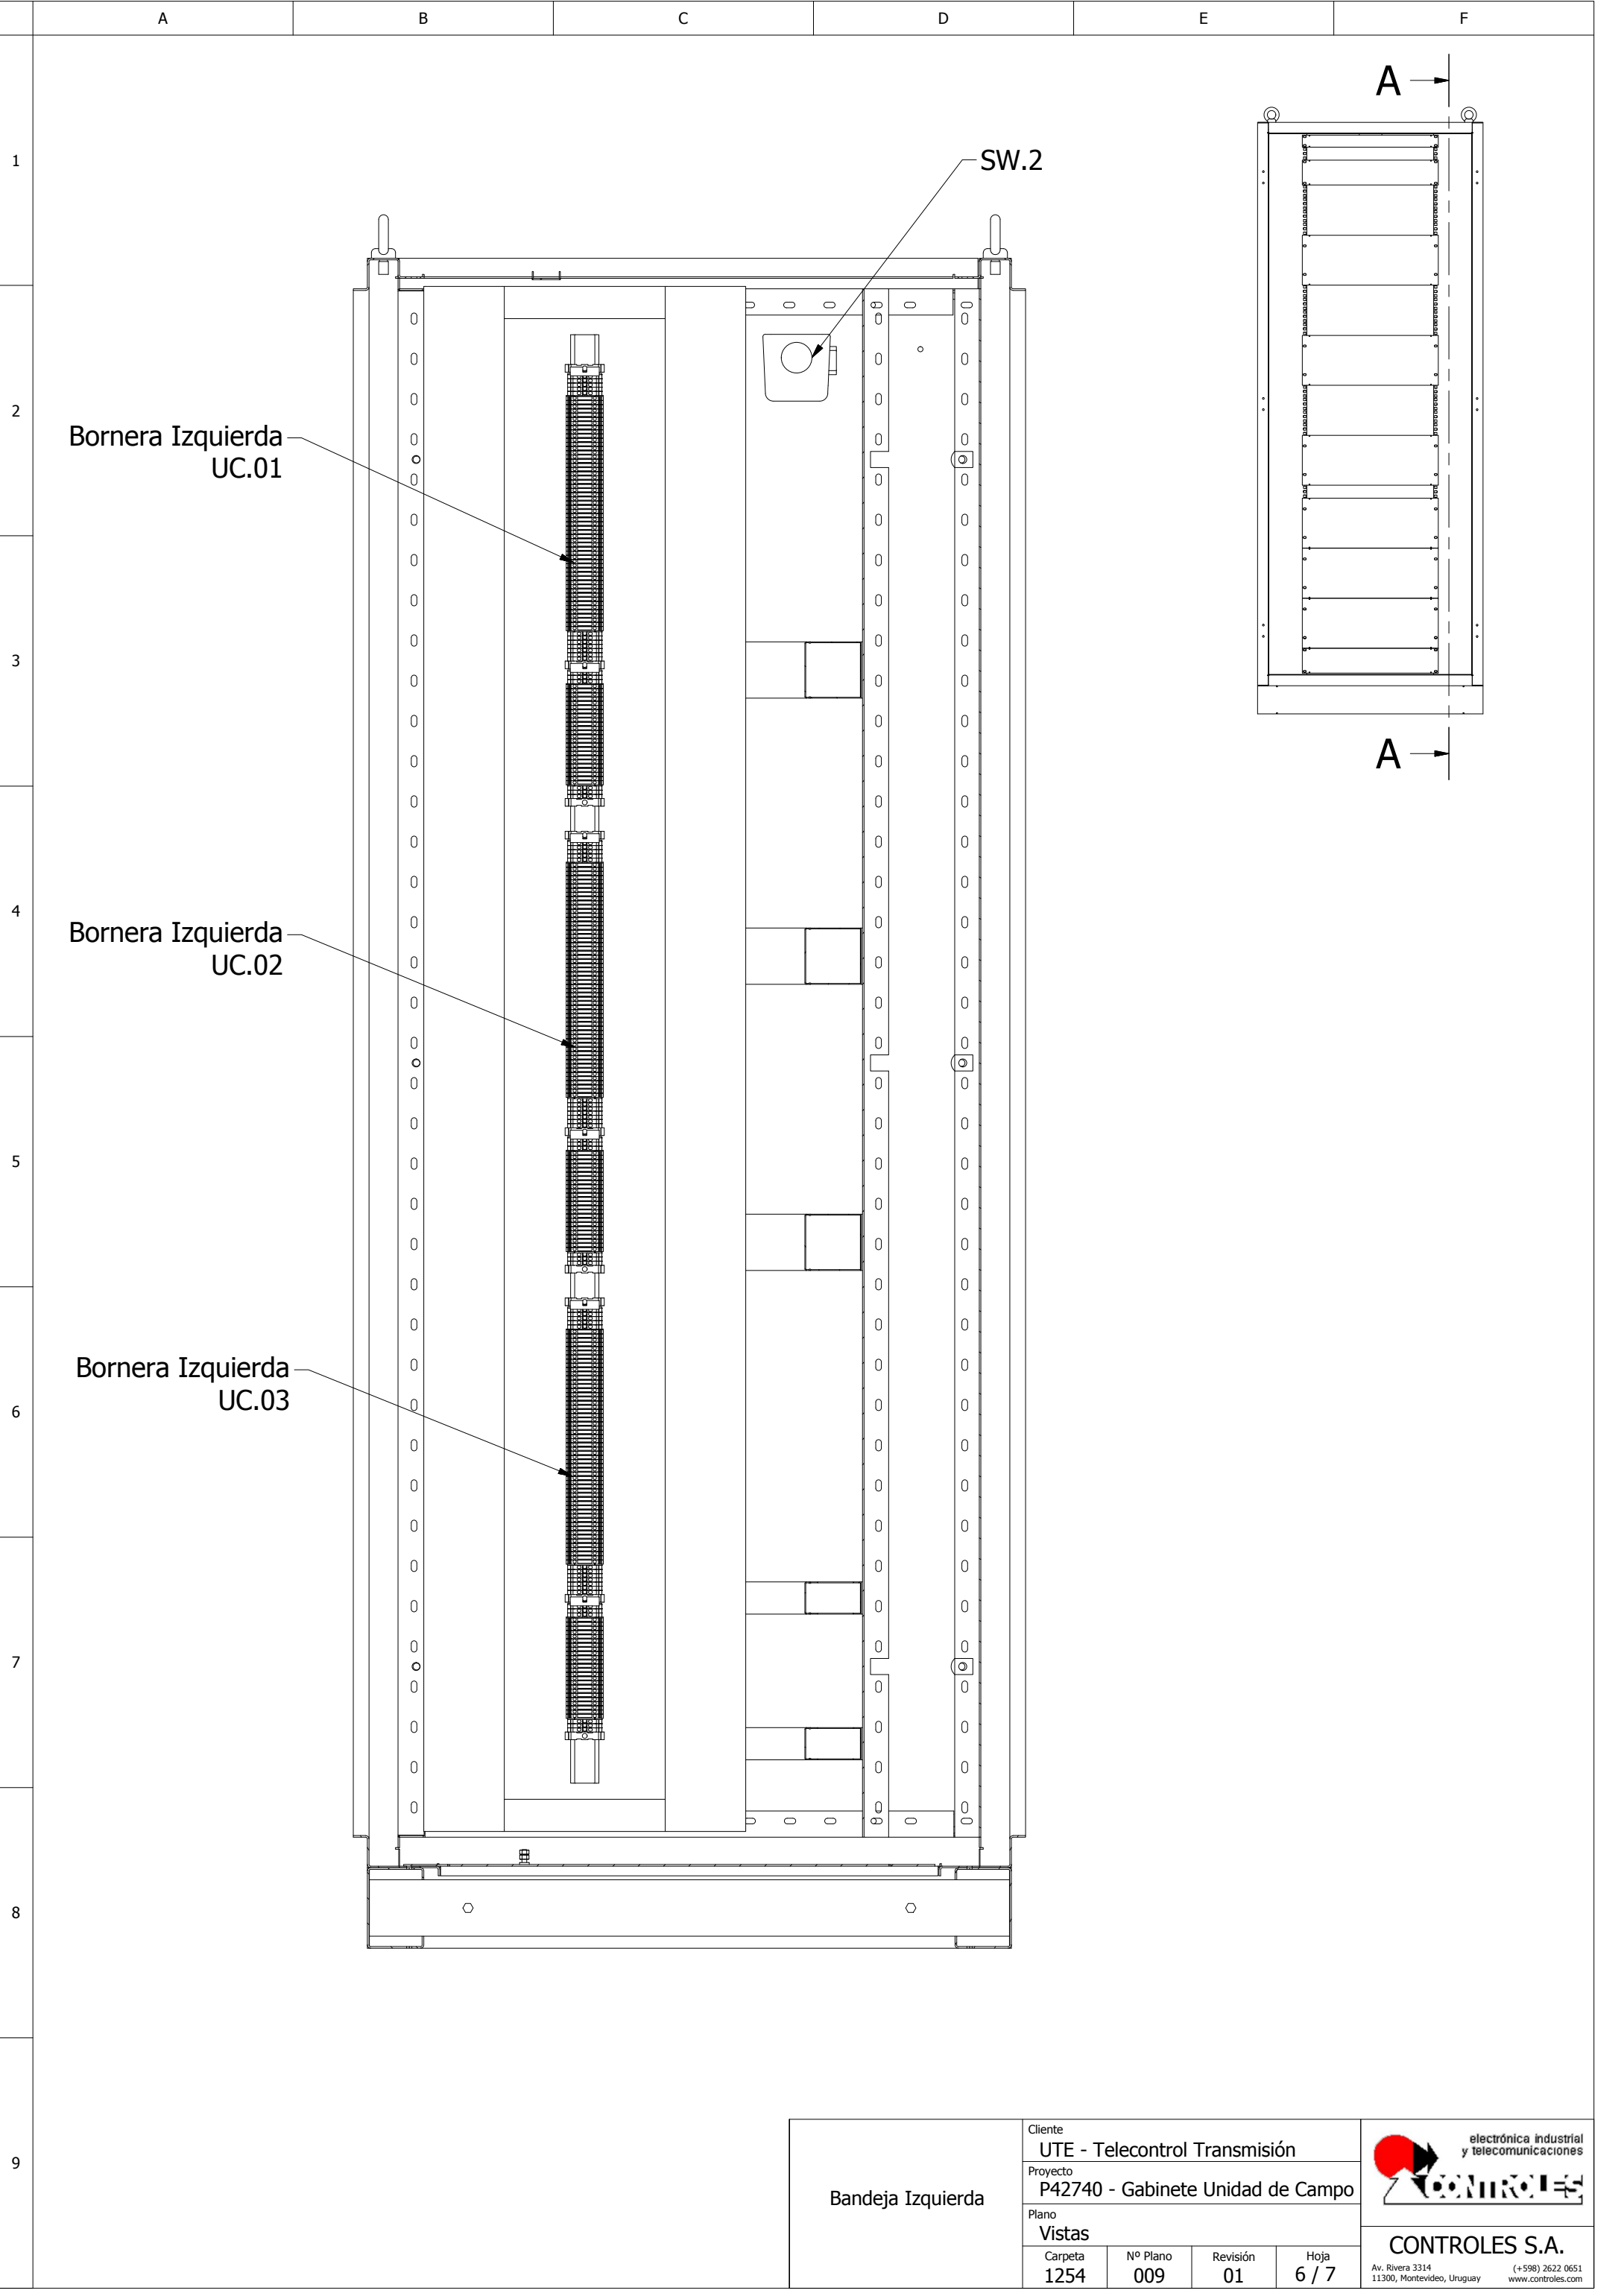 A B C D E F
1
2
3
4
5
6
7
8
9
A
A
SW.2
Bornera Izquierda
UC.01
Bornera Izquierda
UC.02
Bornera Izquierda
UC.03
Bandeja Izquierda
Cliente
UTE - Telecontrol Transmisión
Proyecto
P42740 - Gabinete Unidad de Campo
Plano
Vistas
Carpeta
1254
Nº Plano
009
Revisión
01
Hoja
6 / 7
electrónica industrial
y telecomunicaciones
CONTROLES
CONTROLES S.A.
Av. Rivera 3314
11300, Montevideo, Uruguay
(+598) 2622 0651
www.controles.com